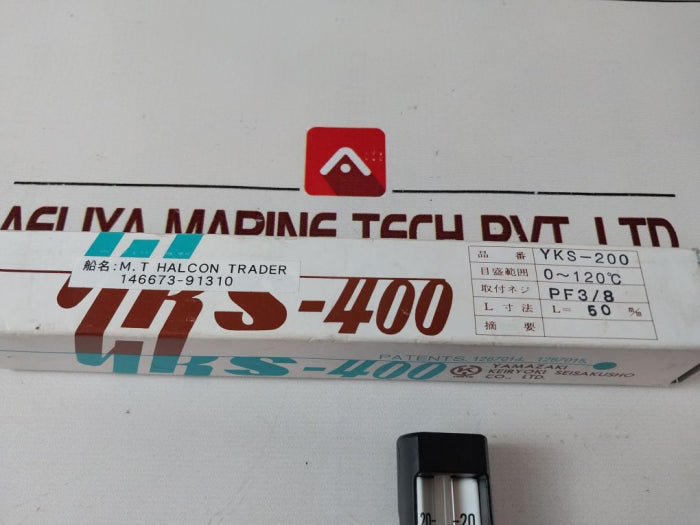 AELIYA MARINE TECH PVT. LTD
船名:M.T HALCON TRADER
146673-91310
YKS-400
品番 YKS-200
目盛範囲 0~120℃
取付ネジ PF3/8
L寸法 L= 50 ㎜
摘要
YKS-400
PATENTS. 1267014. 1267015.
YAMAZAKI
KEIRYOKI SEISAKUSHO
CO., LTD.
20 20